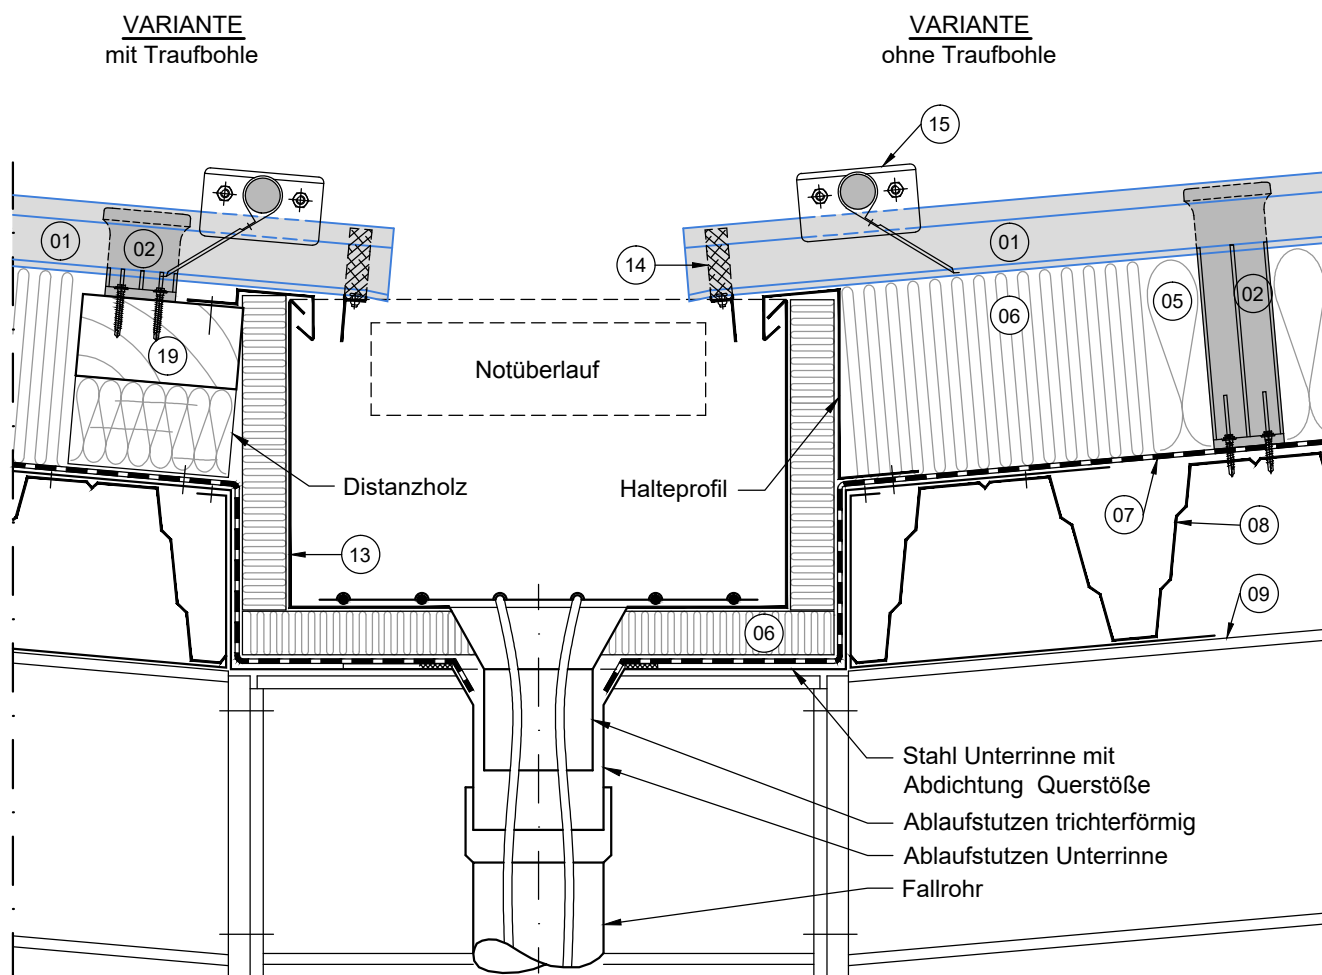 VARIANTE
mit Traufbohle
VARIANTE
ohne Traufbohle
15
01
02
14
01
06
05
02
19
Notüberlauf
Distanzholz
Halteprofil
07
08
13
09
06
Stahl Unterrinne mit
Abdichtung Querstöße
Ablaufstutzen trichterförmig
Ablaufstutzen Unterrinne
Fallrohr